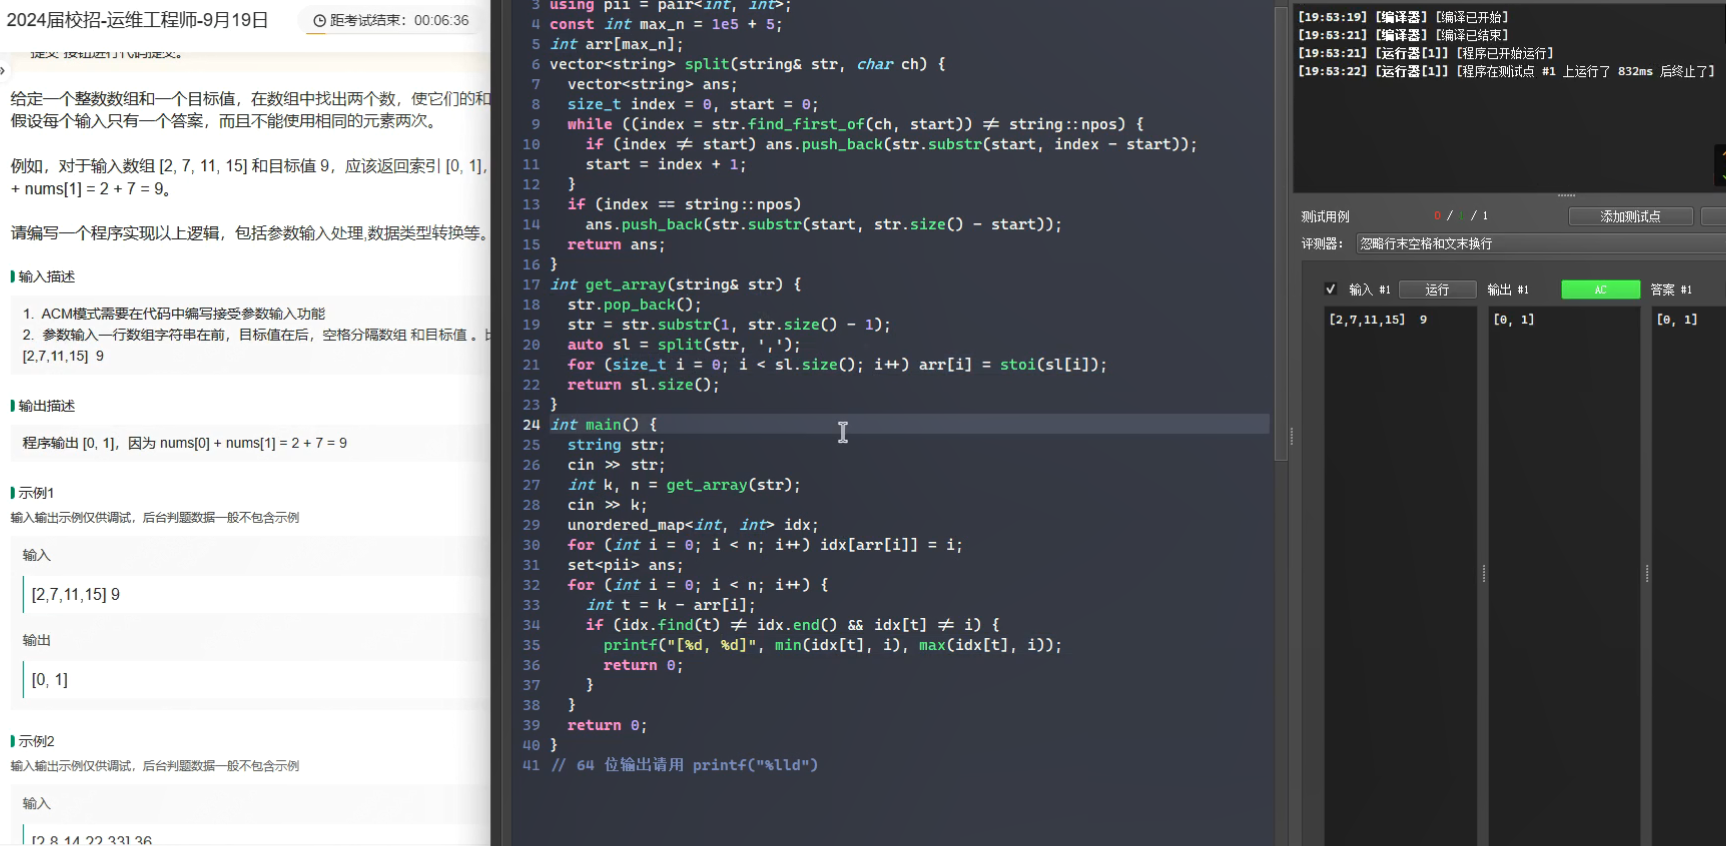 2024届校招-运维工程师-9月19日
距考试结束：00:06:36
提交"按钮进行代码提交。
给定一个整数数组和一个目标值，在数组中找出两个数，使它们的和
假设每个输入只有一个答案，而且不能使用相同的元素两次。
例如，对于输入数组 [2, 7, 11, 15] 和目标值 9，应该返回索引 [0, 1]，
+ nums[1] = 2 + 7 = 9。
请编写一个程序实现以上逻辑，包括参数输入处理,数据类型转换等。
输入描述
1. ACM模式需要在代码中编写接受参数输入功能
2. 参数输入一行数组字符串在前，目标值在后，空格分隔数组 和目标值 。比
[2,7,11,15]  9
输出描述
程序输出 [0, 1]，因为 nums[0] + nums[1] = 2 + 7 = 9
示例1
输入输出示例仅供调试，后台判题数据一般不包含示例
输入
[2,7,11,15] 9
输出
[0, 1]
示例2
输入输出示例仅供调试，后台判题数据一般不包含示例
输入
[2,8,14,22,33] 36
3 using pii = pair<int, int>;
4 const int max_n = 1e5 + 5;
5 int arr[max_n];
6 vector<string> split(string& str, char ch) {
7   vector<string> ans;
8   size_t index = 0, start = 0;
9   while ((index = str.find_first_of(ch, start)) != string::npos) {
10     if (index != start) ans.push_back(str.substr(start, index - start));
11     start = index + 1;
12   }
13   if (index == string::npos)
14     ans.push_back(str.substr(start, str.size() - start));
15   return ans;
16 }
17 int get_array(string& str) {
18   str.pop_back();
19   str = str.substr(1, str.size() - 1);
20   auto sl = split(str, ',');
21   for (size_t i = 0; i < sl.size(); i++) arr[i] = stoi(sl[i]);
22   return sl.size();
23 }
24 int main() {
25   string str;
26   cin >> str;
27   int k, n = get_array(str);
28   cin >> k;
29   unordered_map<int, int> idx;
30   for (int i = 0; i < n; i++) idx[arr[i]] = i;
31   set<pii> ans;
32   for (int i = 0; i < n; i++) {
33     int t = k - arr[i];
34     if (idx.find(t) != idx.end() && idx[t] != i) {
35       printf("[%d, %d]", min(idx[t], i), max(idx[t], i));
36       return 0;
37     }
38   }
39   return 0;
40 }
41 // 64 位输出请用 printf("%lld")
[19:53:19] [编译器] [编译已开始]
[19:53:21] [编译器] [编译已结束]
[19:53:21] [运行器[1]] [程序已开始运行]
[19:53:22] [运行器[1]] [程序在测试点 #1 上运行了 832ms 后终止了]
测试用例 0 / 1 / 1 添加测试点
评测器： 忽略行末空格和文末换行
输入 #1 运行 输出 #1 AC 答案 #1
[2,7,11,15]  9
[0, 1]
[0, 1]